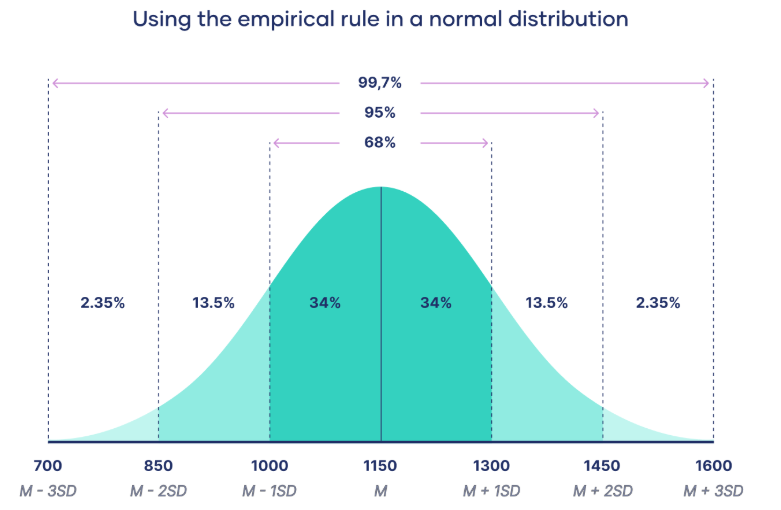 Using the empirical rule in a normal distribution
99,7%
95%
68%
2.35% 13.5% 34% 34% 13.5% 2.35%
700 850 1000 1150 1300 1450 1600
M - 3SD M - 2SD M - 1SD M M + 1SD M + 2SD M + 3SD